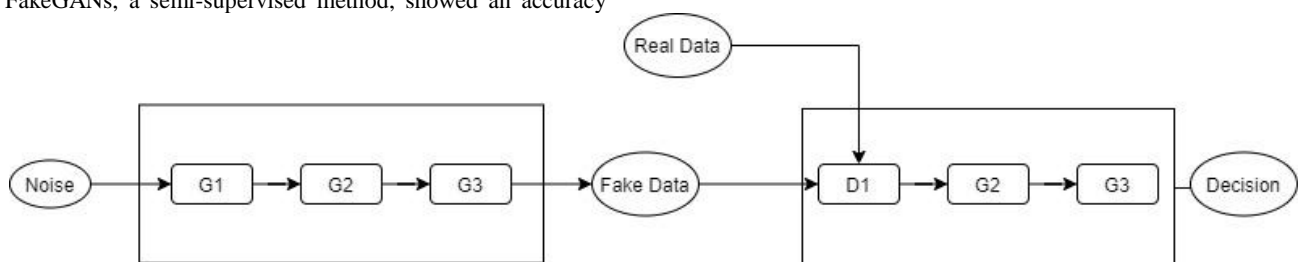 FakeGANs, a semi-supervised method, showed an accuracy
Real Data
Noise
G1
G2
G3
Fake Data
D1
G2
G3
Decision